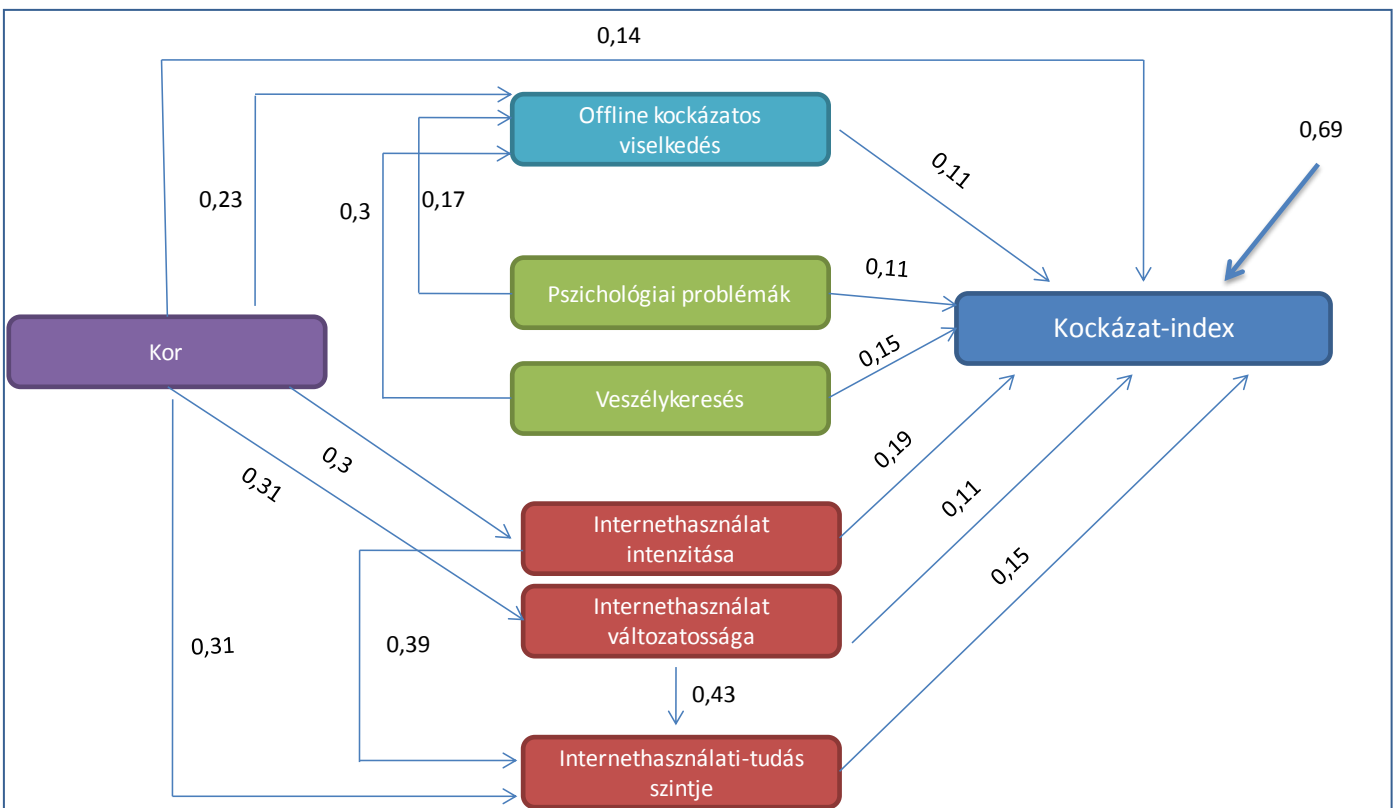 0,14
Offline kockázatos
viselkedés
0,69
0,11
0,23
0,17
0,3
Pszichológiai problémák
0,11
Kockázat-index
Kor
0,15
Veszélykeresés
0,3
0,31
0,19
Internethasználat
intenzitása
0,11
0,15
Internethasználat
változatossága
0,31
0,39
0,43
Internethasználati-tudás
szintje